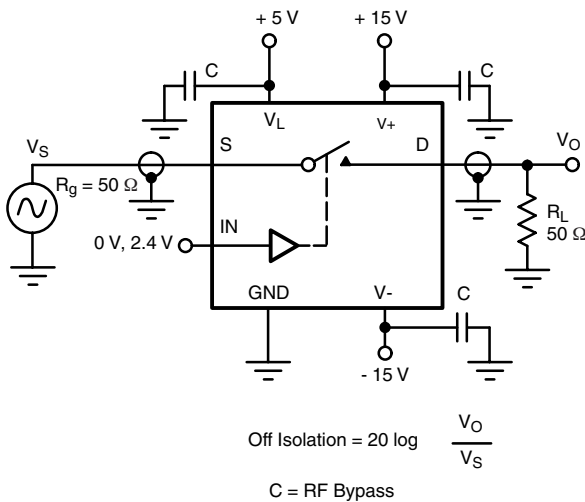 + 5 V
+ 15 V
C
C
V_L
V+
V_S
S
D
V_O
R_g = 50 Ω
R_L
50 Ω
IN
0 V, 2.4 V
GND
V-
C
- 15 V
Off Isolation = 20 log V_O / V_S
C = RF Bypass